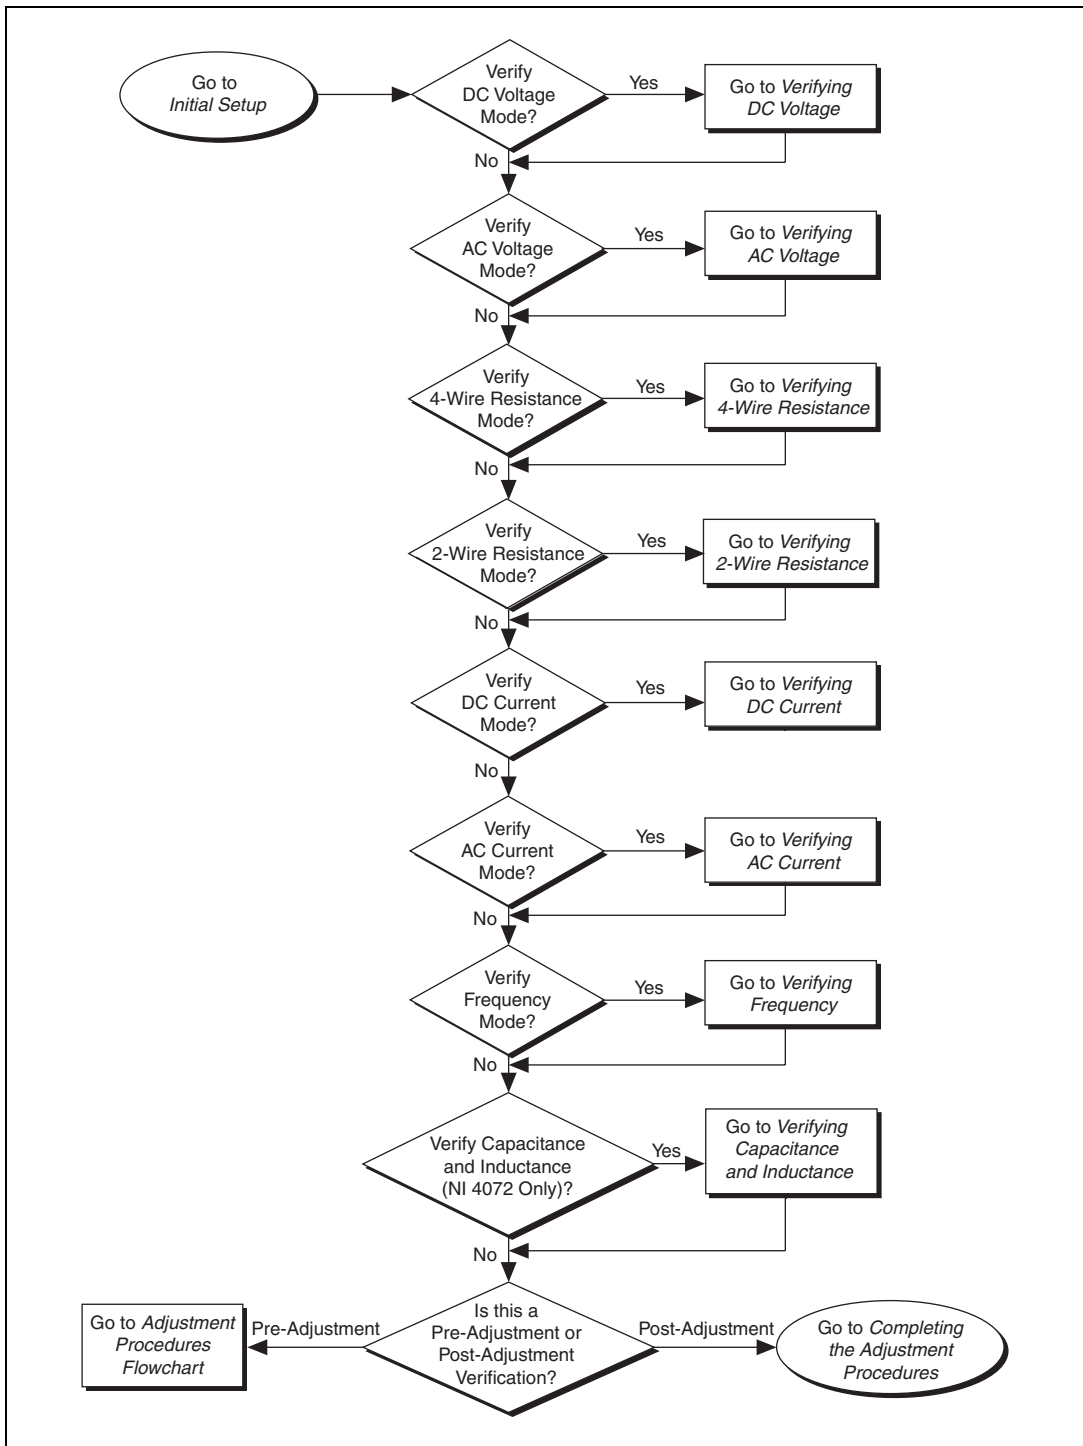 Go to
Initial Setup
Verify
DC Voltage
Mode?
Yes
Go to Verifying
DC Voltage
No
Verify
AC Voltage
Mode?
Yes
Go to Verifying
AC Voltage
No
Verify
4-Wire Resistance
Mode?
Yes
Go to Verifying
4-Wire Resistance
No
Verify
2-Wire Resistance
Mode?
Yes
Go to Verifying
2-Wire Resistance
No
Verify
DC Current
Mode?
Yes
Go to Verifying
DC Current
No
Verify
AC Current
Mode?
Yes
Go to Verifying
AC Current
No
Verify
Frequency
Mode?
Yes
Go to Verifying
Frequency
No
Verify Capacitance
and Inductance
(NI 4072 Only)?
Yes
Go to Verifying
Capacitance
and Inductance
No
Is this a
Pre-Adjustment or
Post-Adjustment
Verification?
Pre-Adjustment
Go to Adjustment
Procedures
Flowchart
Post-Adjustment
Go to Completing
the Adjustment
Procedures